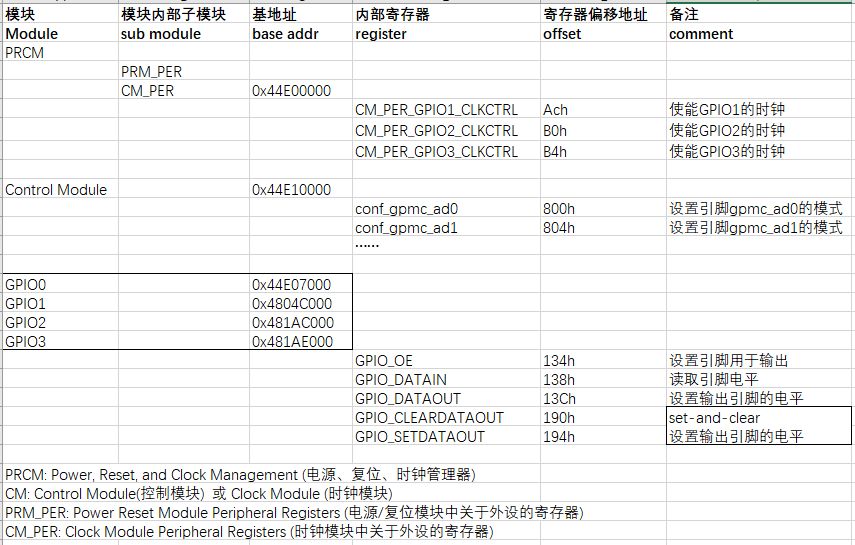 模块 模块内部子模块 基地址 内部寄存器 寄存器偏移地址 备注
Module sub module base addr register offset comment
PRCM
PRM_PER
CM_PER 0x44E00000
CM_PER_GPIO1_CLKCTRL Ach 使能GPIO1的时钟
CM_PER_GPIO2_CLKCTRL B0h 使能GPIO2的时钟
CM_PER_GPIO3_CLKCTRL B4h 使能GPIO3的时钟
Control Module 0x44E10000
conf_gpmc_ad0 800h 设置引脚gpmc_ad0的模式
conf_gpmc_ad1 804h 设置引脚gpmc_ad1的模式
······
GPIO0 0x44E07000
GPIO1 0x4804C000
GPIO2 0x481AC000
GPIO3 0x481AE000
GPIO_OE 134h 设置引脚用于输出
GPIO_DATAIN 138h 读取引脚电平
GPIO_DATAOUT 13Ch 设置输出引脚的电平
GPIO_CLEARDATAOUT 190h set-and-clear
GPIO_SETDATAOUT 194h 设置输出引脚的电平
PRCM: Power, Reset, and Clock Management (电源、复位、时钟管理器)
CM: Control Module(控制模块) 或 Clock Module (时钟模块)
PRM_PER: Power Reset Module Peripheral Registers (电源/复位模块中关于外设的寄存器)
CM_PER: Clock Module Peripheral Registers (时钟模块中关于外设的寄存器)